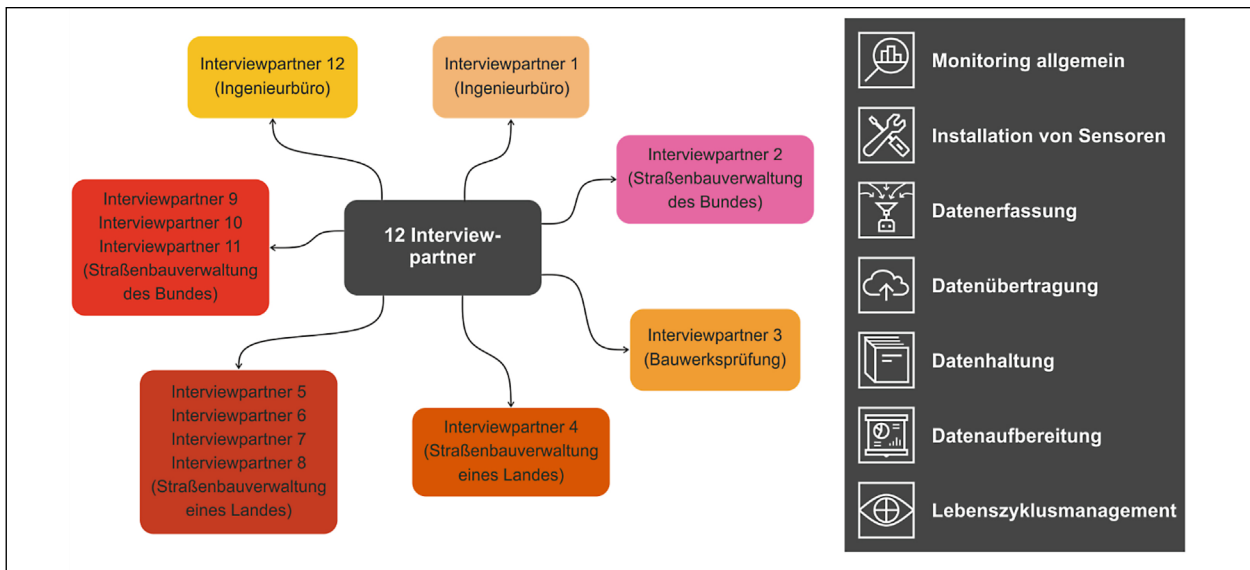 Interviewpartner 12
(Ingenieurbüro)
Interviewpartner 1
(Ingenieurbüro)
Interviewpartner 2
(Straßenbauverwaltung
des Bundes)
Interviewpartner 9
Interviewpartner 10
Interviewpartner 11
(Straßenbauverwaltung
des Bundes)
12 Interview-
partner
Interviewpartner 3
(Bauwerksprüfung)
Interviewpartner 5
Interviewpartner 6
Interviewpartner 7
Interviewpartner 8
(Straßenbauverwaltung
eines Landes)
Interviewpartner 4
(Straßenbauverwaltung
eines Landes)
Monitoring allgemein
Installation von Sensoren
Datenerfassung
Datenübertragung
Datenhaltung
Datenaufbereitung
Lebenszyklusmanagement